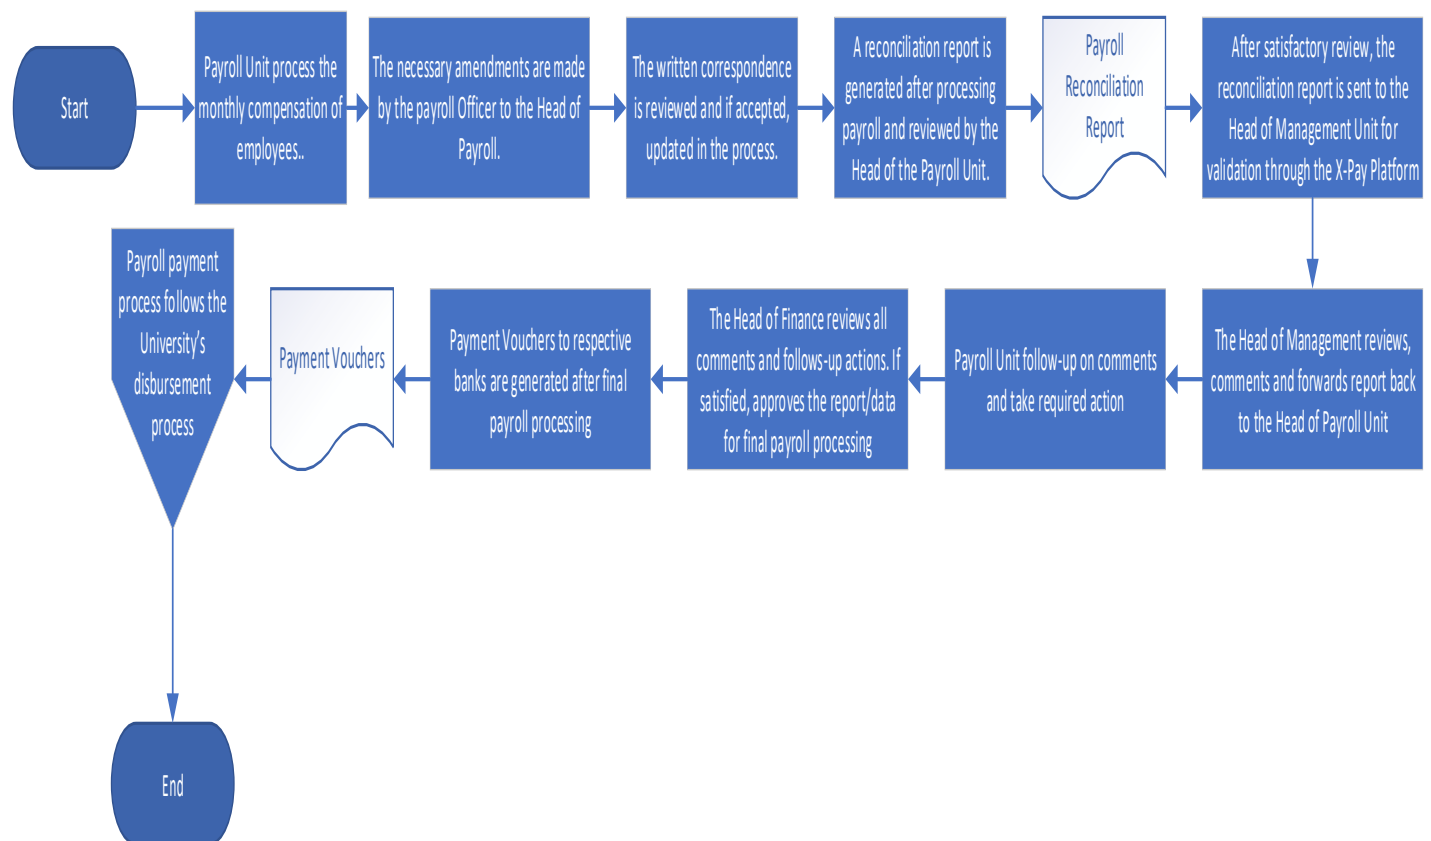 Start
Payroll Unit process the
monthly compensation of
employees..
The necessary amendments are made
by the payroll Officer to the Head of
Payroll.
The written correspondence
is reviewed and if accepted,
updated in the process.
A reconciliation report is
generated after processing
payroll and reviewed by the
Head of the Payroll Unit.
Payroll
Reconciliation
Report
After satisfactory review, the
reconciliation report is sent to the
Head of Management Unit for
validation through the X-Pay Platform
The Head of Management reviews,
comments and forwards report back
to the Head of Payroll Unit
Payroll Unit follow-up on comments
and take required action
The Head of Finance reviews all
comments and follows-up actions. If
satisfied, approves the report/data
for final payroll processing
Payment Vouchers to respective
banks are generated after final
payroll processing
Payment Vouchers
Payroll payment
process follows the
University’s
disbursement
process
End